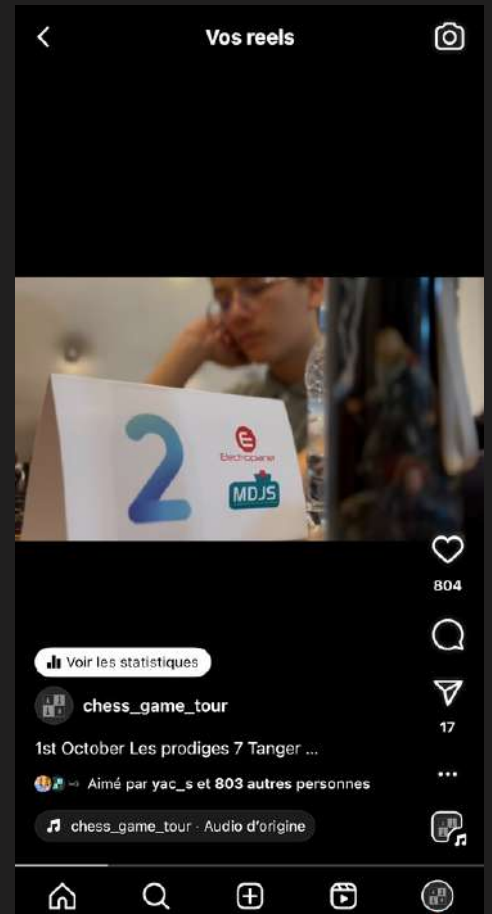 Vos reels
2
Electroplanet
MDJS
804
17
Voir les statistiques
chess_game_tour
1st October Les prodiges 7 Tanger ...
Aimé par yac_s et 803 autres personnes
chess_game_tour · Audio d'origine